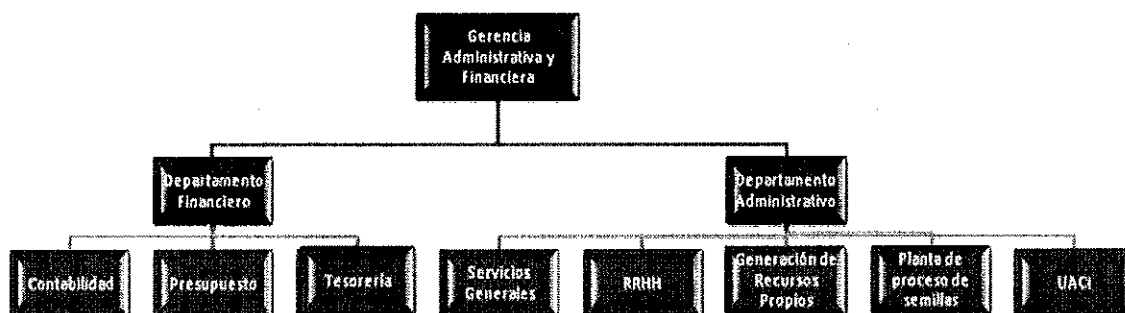 Gerencia
Administrativa y
Financiera
Departamento
Financiero
Departamento
Administrativo
Contabilidad
Presupuesto
Tesorería
Servicios
Generales
RRHH
Generación de
Recursos
Propios
Planta de
proceso de
semillas
UACI